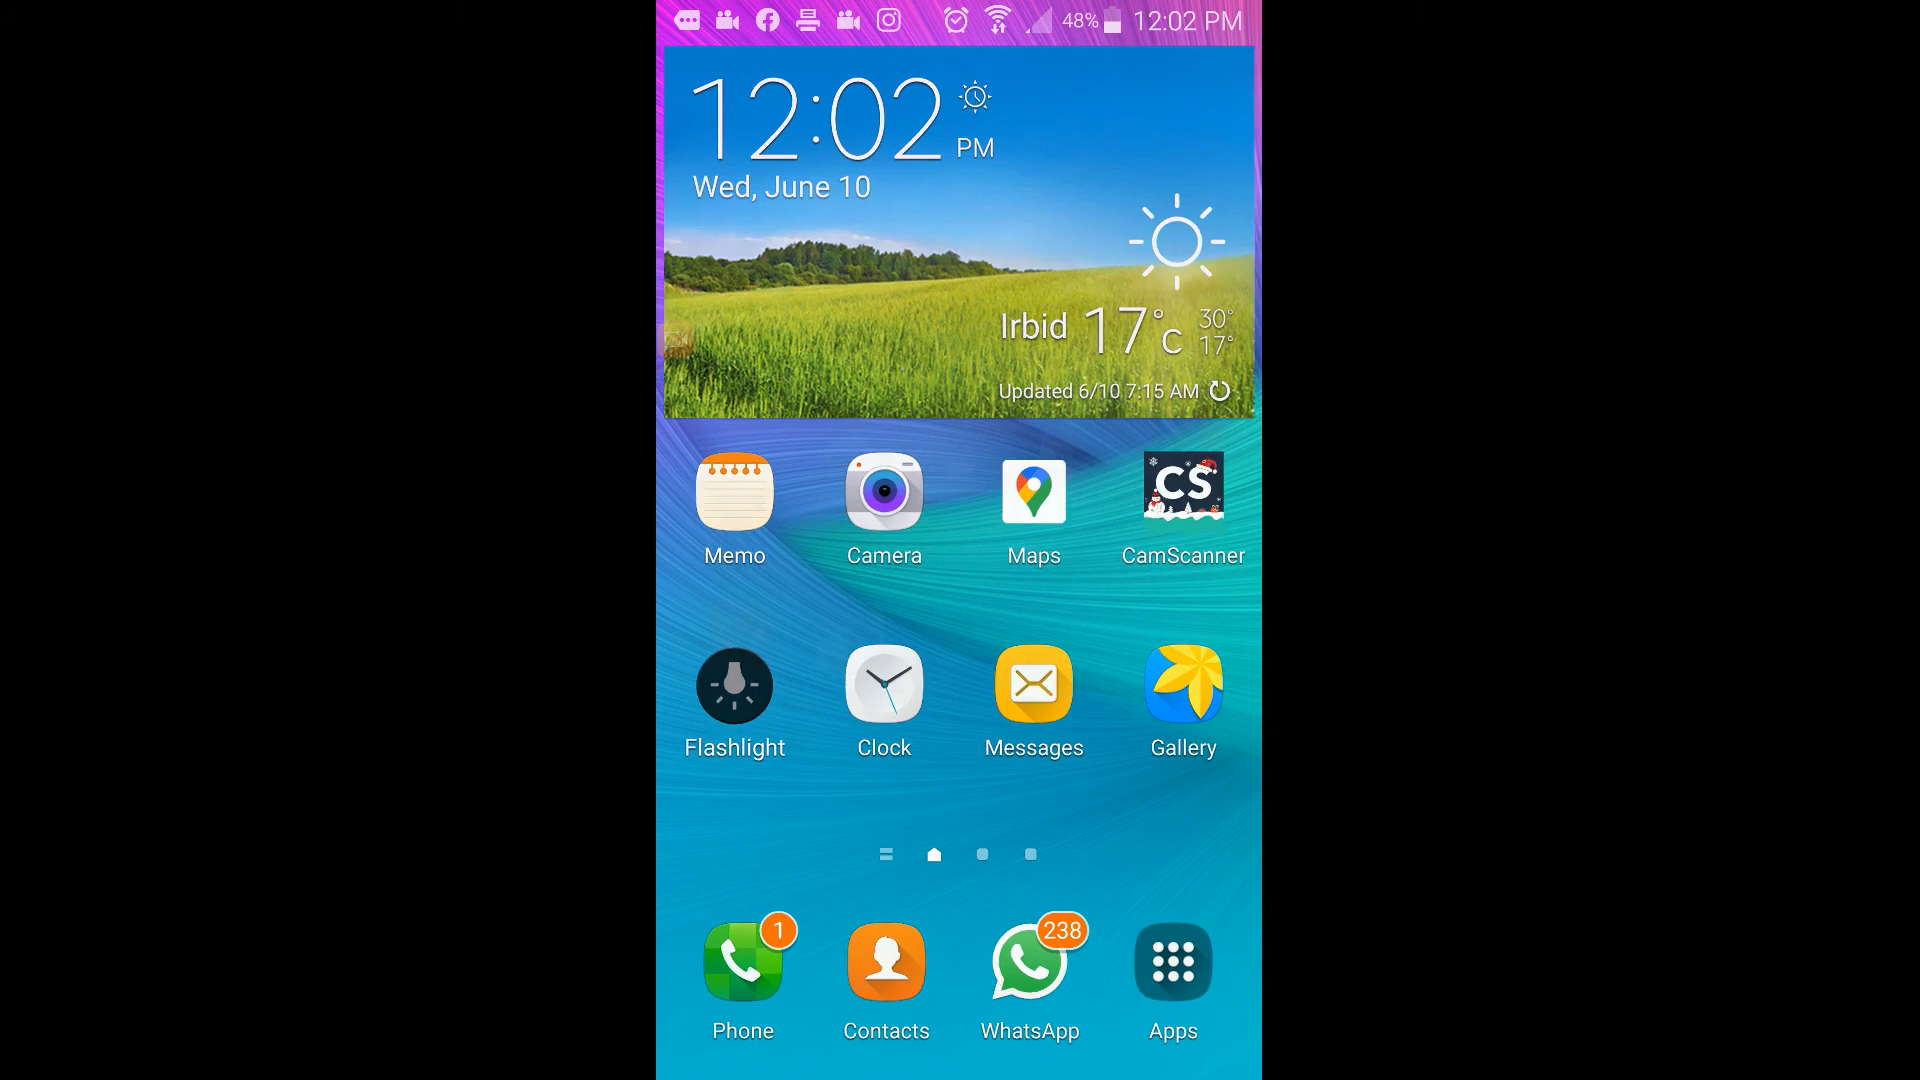 48% 12:02 PM
12:02 PM
Wed, June 10
Irbid 17°C 30° 17°
Updated 6/10 7:15 AM
CS
Memo Camera Maps CamScanner
Flashlight Clock Messages Gallery
1 238
Phone Contacts WhatsApp Apps